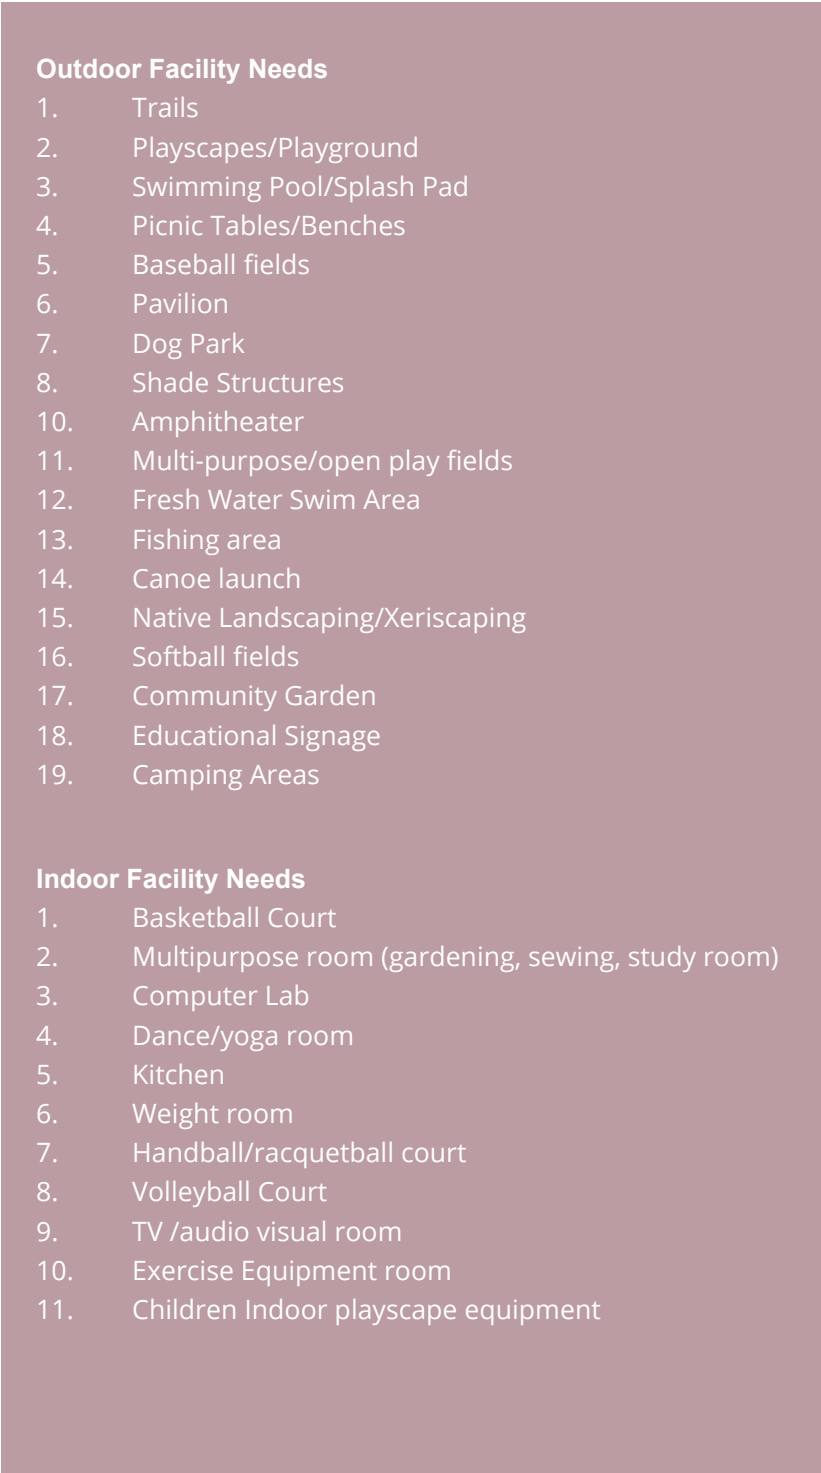 Outdoor Facility Needs
1. Trails
2. Playscapes/Playground
3. Swimming Pool/Splash Pad
4. Picnic Tables/Benches
5. Baseball fields
6. Pavilion
7. Dog Park
8. Shade Structures
10. Amphitheater
11. Multi-purpose/open play fields
12. Fresh Water Swim Area
13. Fishing area
14. Canoe launch
15. Native Landscaping/Xeriscaping
16. Softball fields
17. Community Garden
18. Educational Signage
19. Camping Areas
Indoor Facility Needs
1. Basketball Court
2. Multipurpose room (gardening, sewing, study room)
3. Computer Lab
4. Dance/yoga room
5. Kitchen
6. Weight room
7. Handball/racquetball court
8. Volleyball Court
9. TV /audio visual room
10. Exercise Equipment room
11. Children Indoor playscape equipment